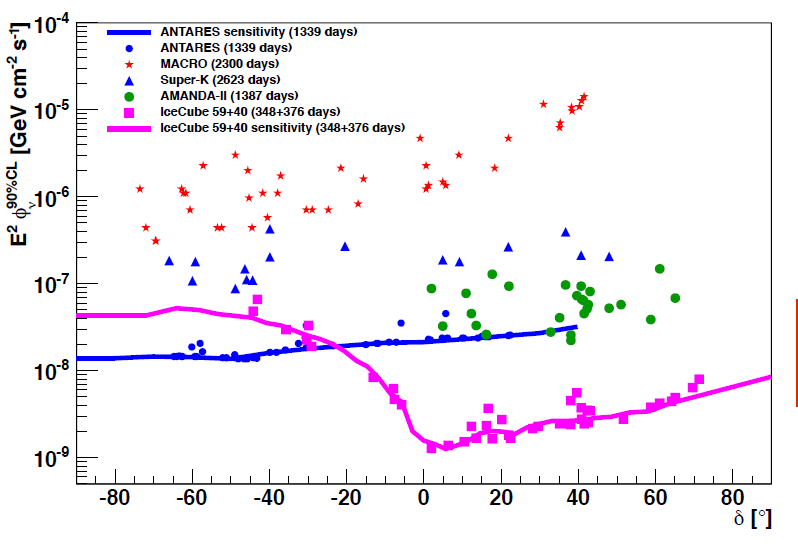 10^-4
10^-5
10^-6
10^-7
10^-8
10^-9
E^2 ϕ_ν^90%CL [GeV cm^-2 s^-1]
ANTARES sensitivity (1339 days)
ANTARES (1339 days)
MACRO (2300 days)
Super-K (2623 days)
AMANDA-II (1387 days)
IceCube 59+40 (348+376 days)
IceCube 59+40 sensitivity (348+376 days)
-80 -60 -40 -20 0 20 40 60 80
δ [°]